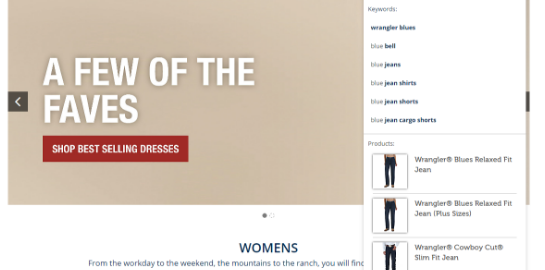 A FEW OF THE
FAVES
SHOP BEST SELLING DRESSES
WOMENS
From the workday to the weekend, the mountains to the ranch, you will find
Keywords:
wrangler blues
blue bell
blue jeans
blue jean shirts
blue jean shorts
blue jean cargo shorts
Products:
Wrangler® Blues Relaxed Fit
Jean
Wrangler® Blues Relaxed Fit
Jean (Plus Sizes)
Wrangler® Cowboy Cut®
Slim Fit Jean